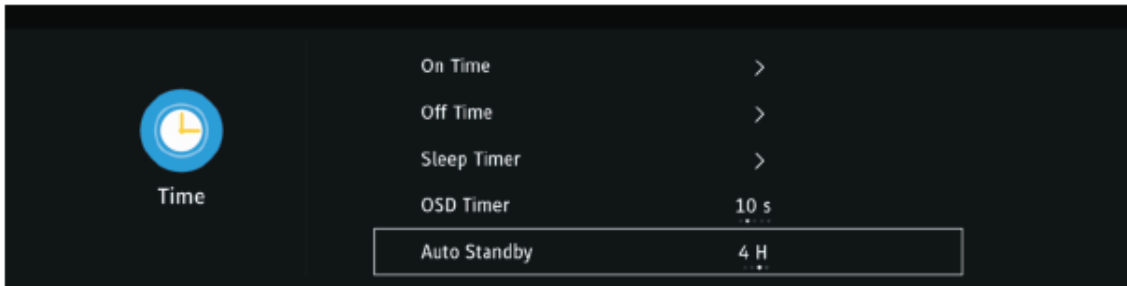 On Time
Off Time
Sleep Timer
Time
OSD Timer 10 s
Auto Standby 4 H